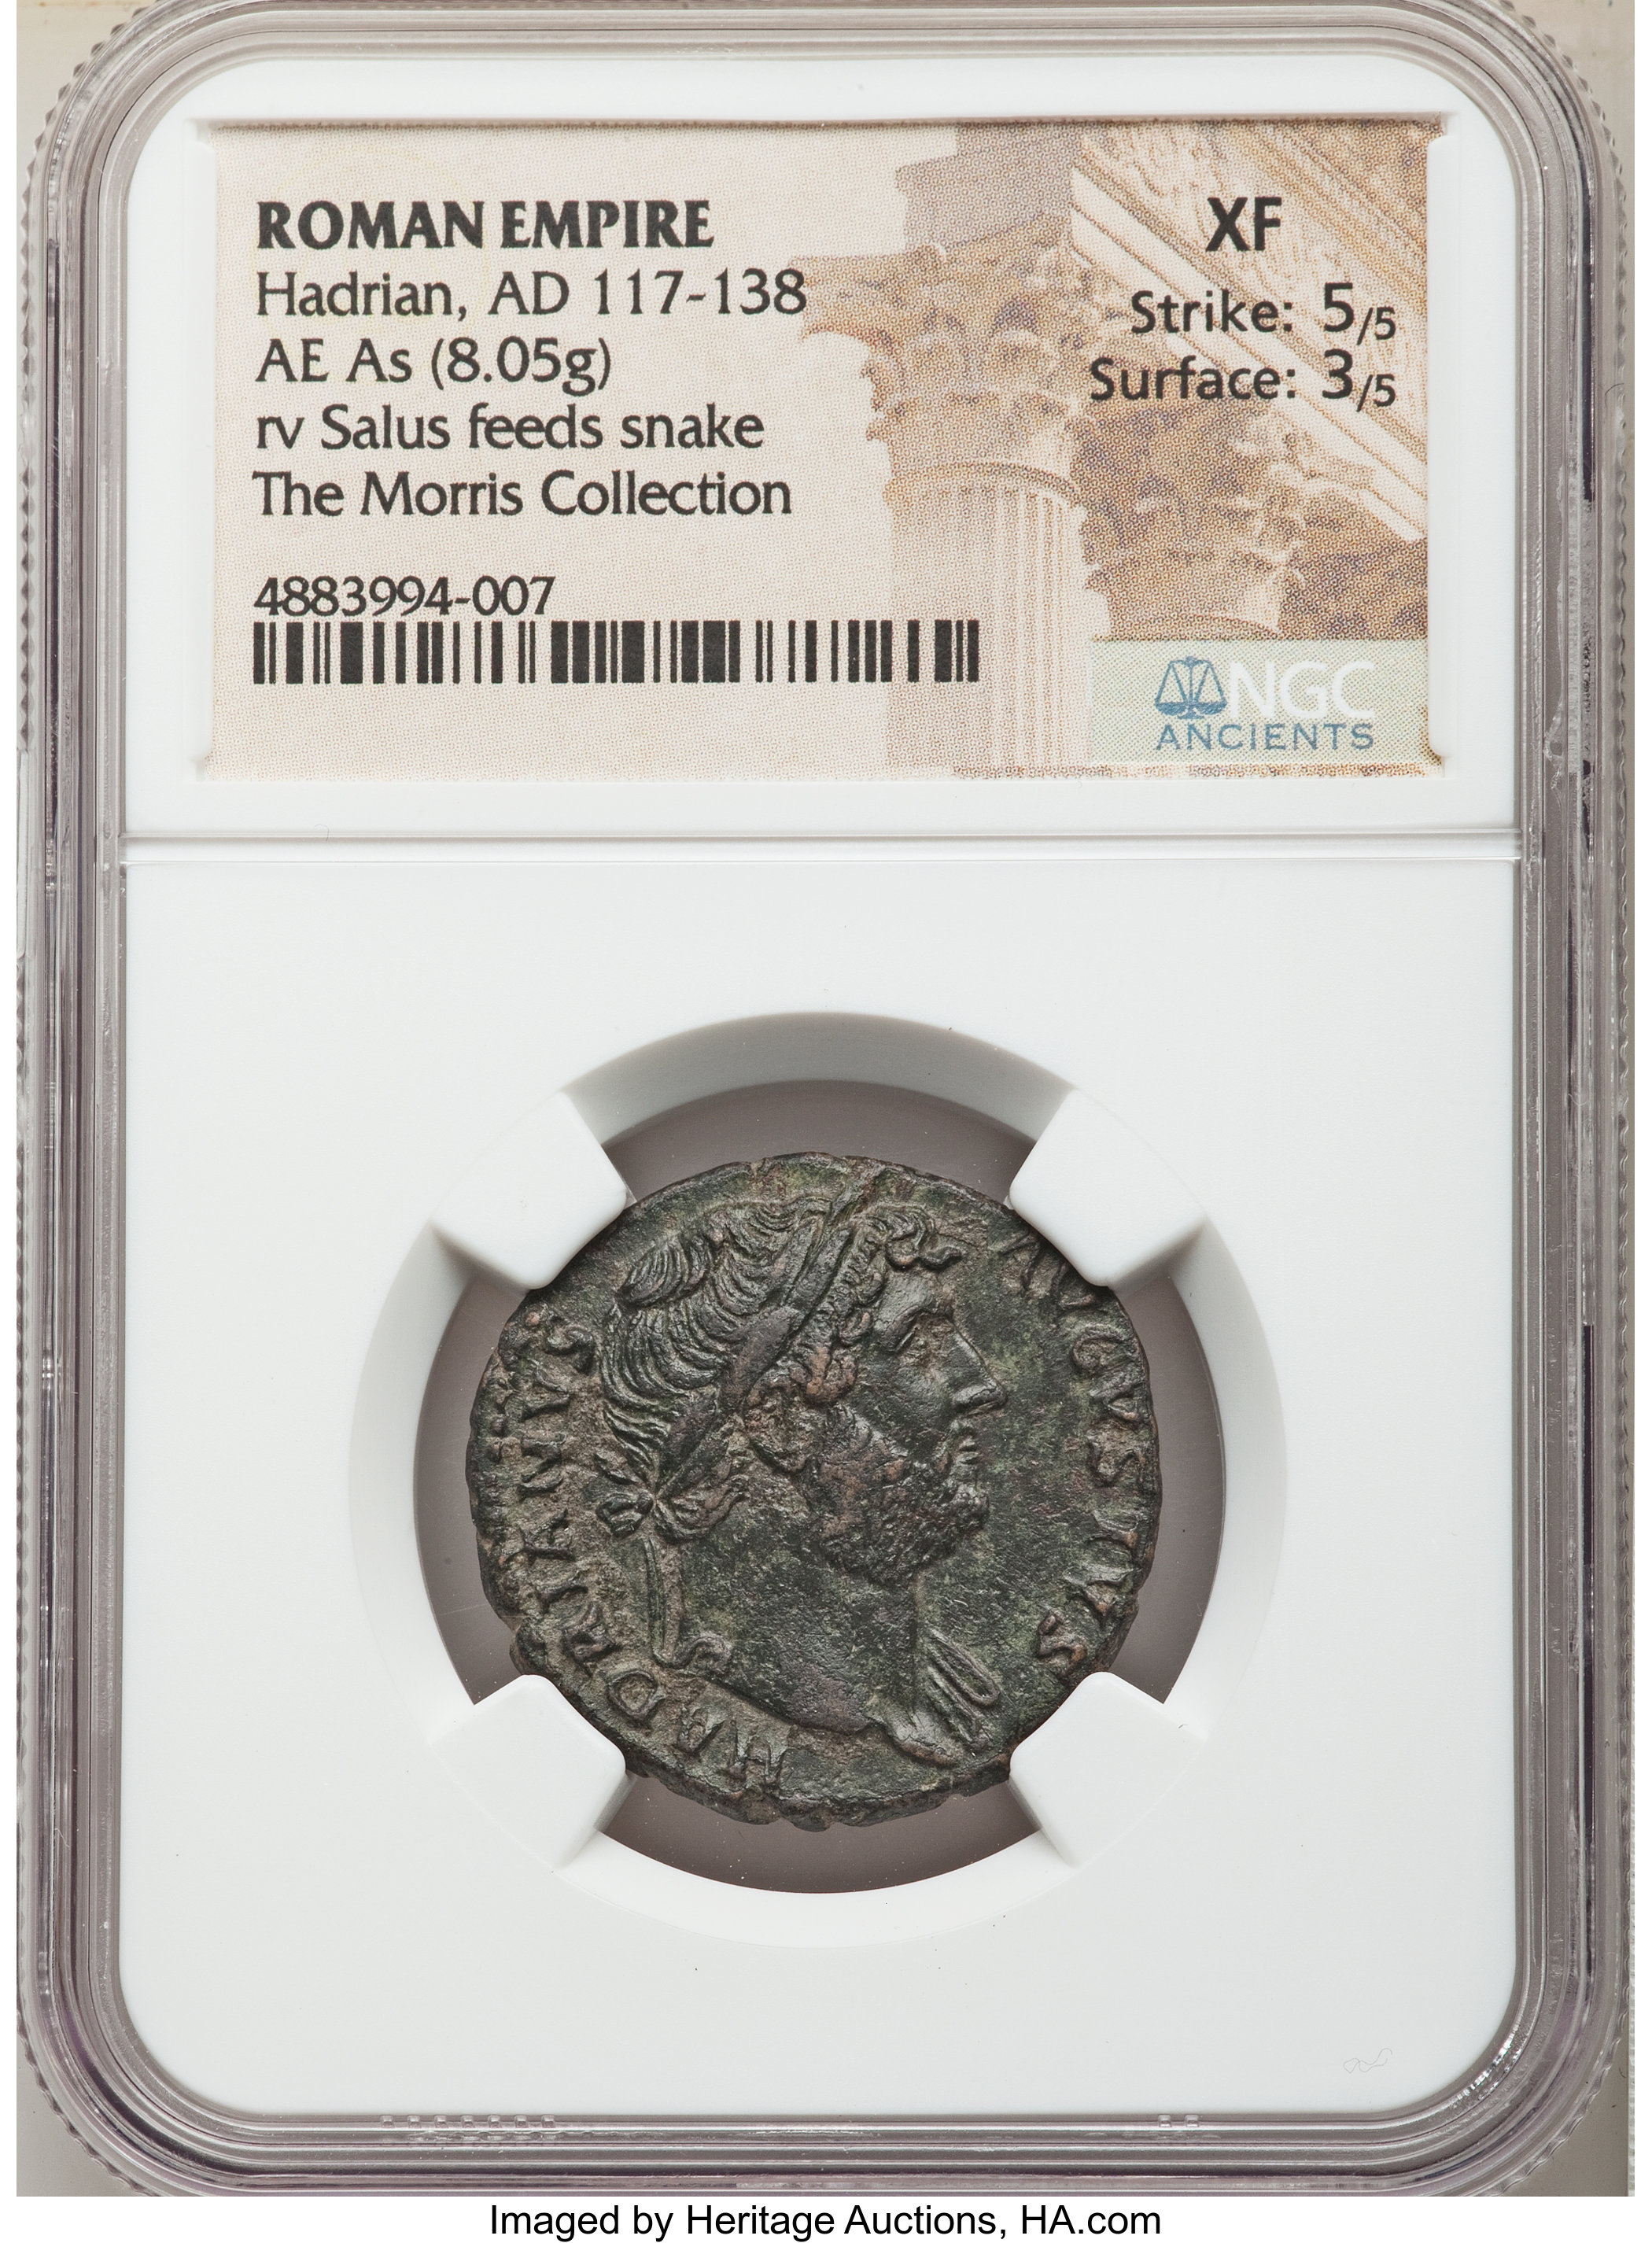 ROMAN EMPIRE
Hadrian, AD 117-138
AE As (8.05g)
rv Salus feeds snake
The Morris Collection
4883994-007
XF
Strike: 5/5
Surface: 3/5
NGC
ANCIENTS
HADRIANVS
AVGVSTVS
Imaged by Heritage Auctions, HA.com